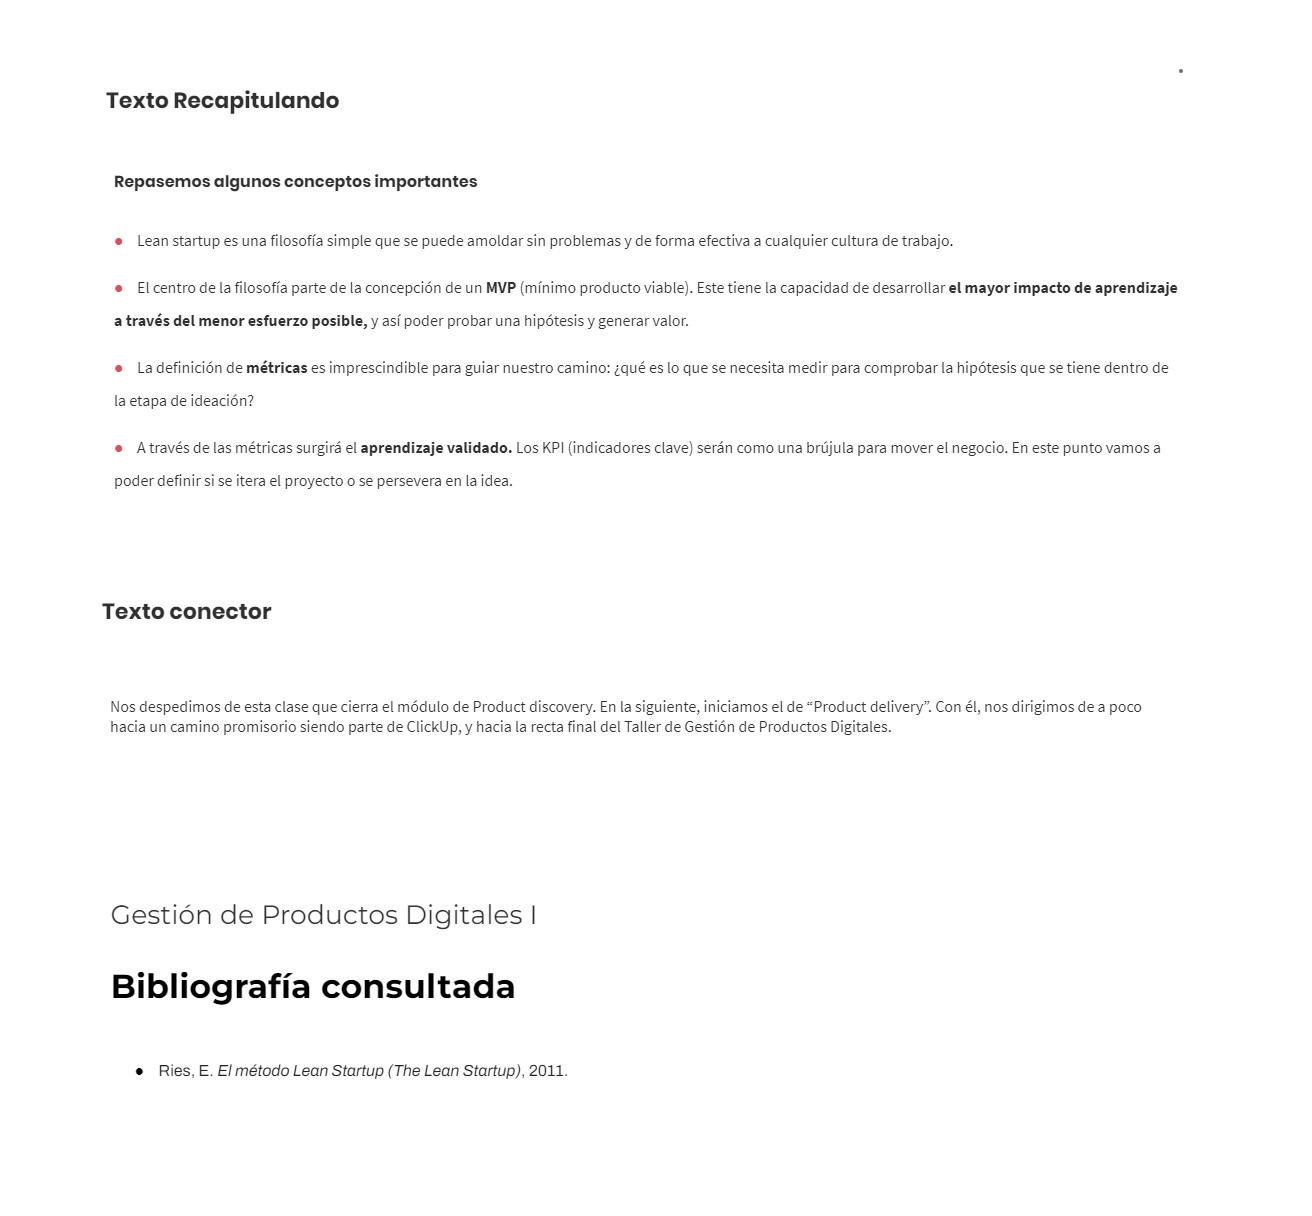 Texto Recapitulando
Repasemos algunos conceptos importantes
● Lean startup es una filosofía simple que se puede amoldar sin problemas y de forma efectiva a cualquier cultura de trabajo.
● El centro de la filosofía parte de la concepción de un MVP (mínimo producto viable). Este tiene la capacidad de desarrollar el mayor impacto de aprendizaje
a través del menor esfuerzo posible, y así poder probar una hipótesis y generar valor.
● La definición de métricas es imprescindible para guiar nuestro camino: ¿qué es lo que se necesita medir para comprobar la hipótesis que se tiene dentro de
la etapa de ideación?
● A través de las métricas surgirá el aprendizaje validado. Los KPI (indicadores clave) serán como una brújula para mover el negocio. En este punto vamos a
poder definir si se itera el proyecto o se persevera en la idea.
Texto conector
Nos despedimos de esta clase que cierra el módulo de Product discovery. En la siguiente, iniciamos el de “Product delivery”. Con él, nos dirigimos de a poco
hacia un camino promisorio siendo parte de ClickUp, y hacia la recta final del Taller de Gestión de Productos Digitales.
Gestión de Productos Digitales I
Bibliografía consultada
● Ries, E. El método Lean Startup (The Lean Startup), 2011.